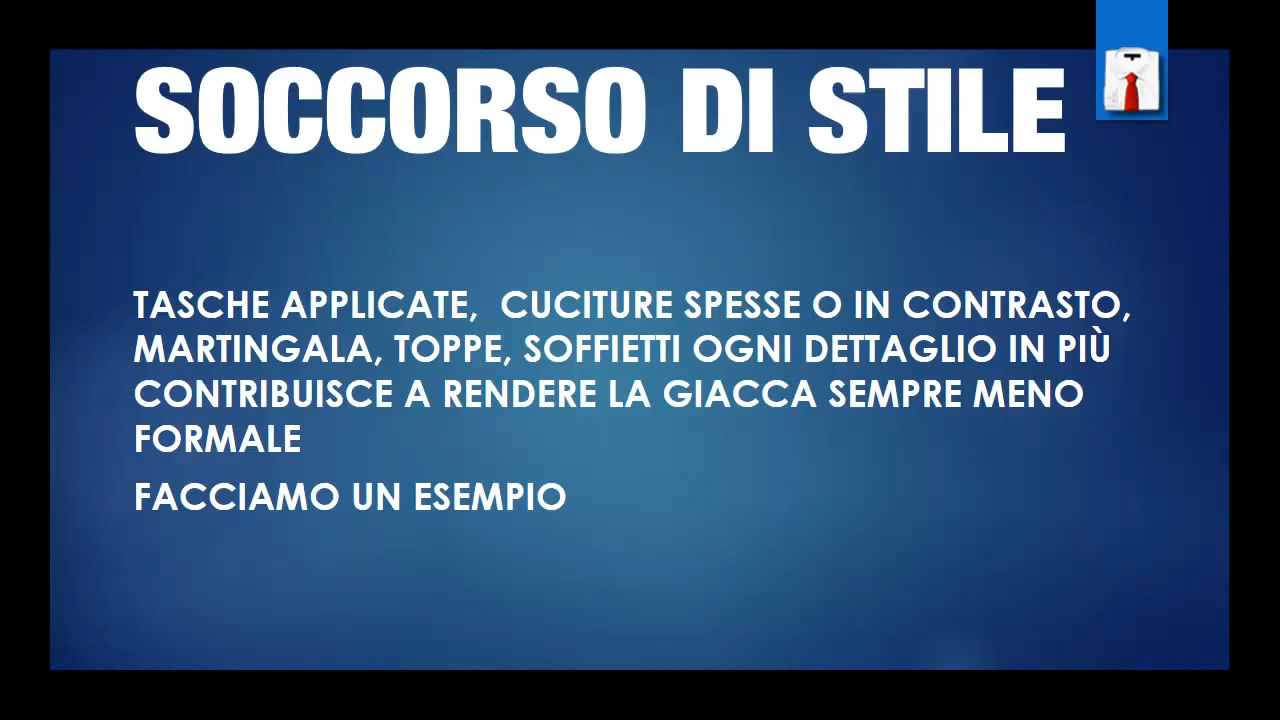 SOCCORSO DI STILE
TASCHE APPLICATE, CUCITURE SPESSE O IN CONTRASTO,
MARTINGALA, TOPPE, SOFFIETTI OGNI DETTAGLIO IN PIÙ
CONTRIBUISCE A RENDERE LA GIACCA SEMPRE MENO
FORMALE
FACCIAMO UN ESEMPIO